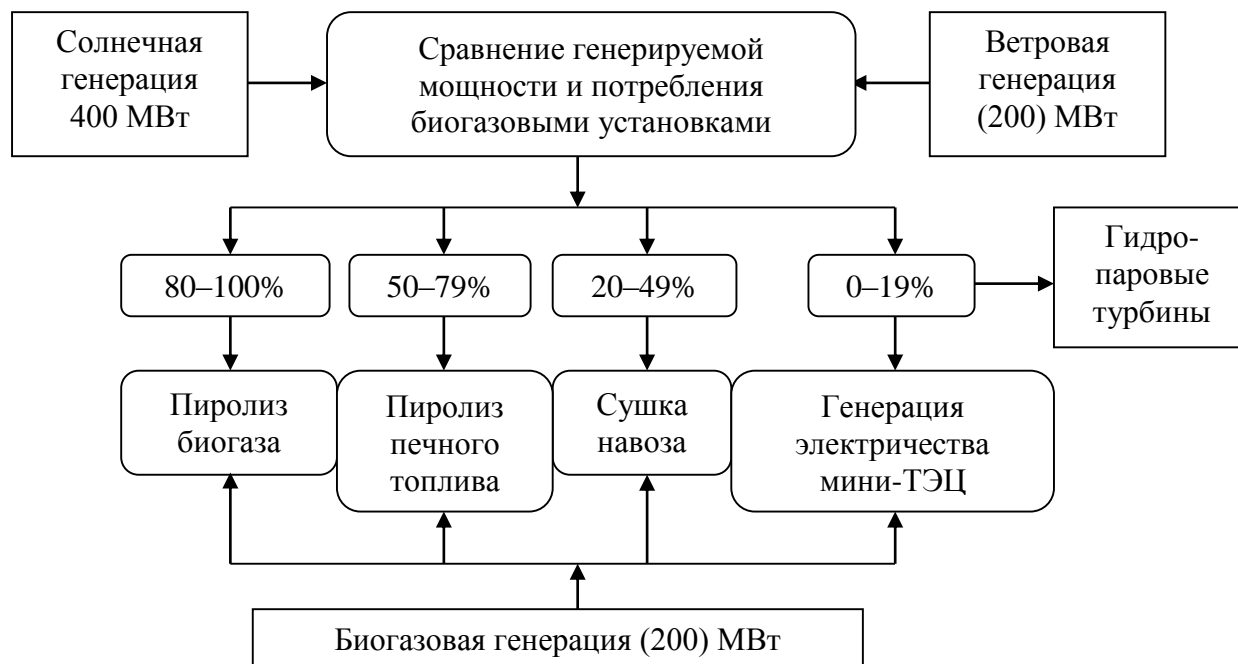 Солнечная
генерация
400 МВт
Сравнение генерируемой
мощности и потребления
биогазовыми установками
Ветровая
генерация
(200) МВт
80–100%
50–79%
20–49%
0–19%
Гидро-
паровые
турбины
Пиролиз
биогаза
Пиролиз
печного
топлива
Сушка
навоза
Генерация
электричества
мини-ТЭЦ
Биогазовая генерация (200) МВт